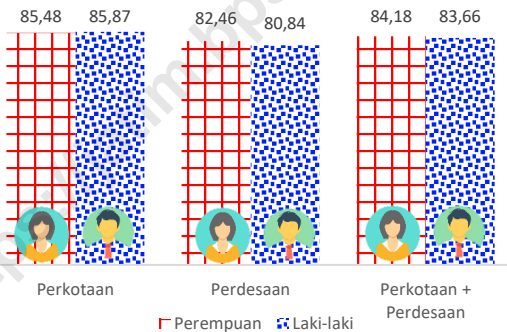 85,48 85,87
82,46 80,84
84,18 83,66
Perkotaan
Perdesaan
Perkotaan +
Perdesaan
Perempuan Laki-laki